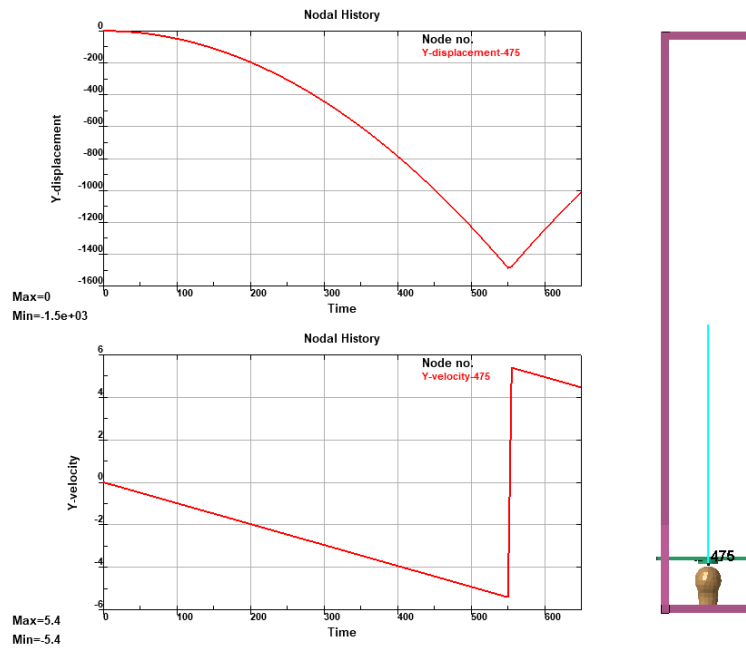 Nodal History
Node no.
Y-displacement-475
0
-200
-400
-600
-800
-1000
-1200
-1400
-1600
Y-displacement
0
100
200
300
400
500
600
Time
Max=0
Min=-1.5e+03
Nodal History
Node no.
Y-velocity-475
6
4
2
0
-2
-4
-6
Y-velocity
0
100
200
300
400
500
600
Time
Max=5.4
Min=-5.4
475